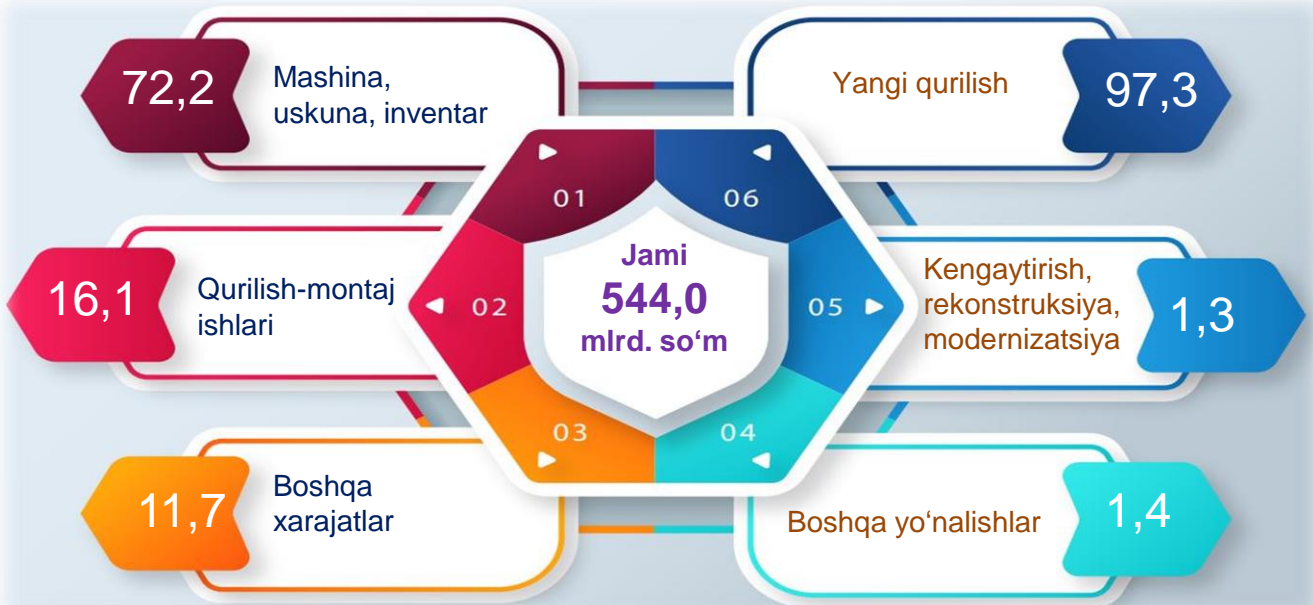 72,2
Mashina,
uskuna, inventar
Yangi qurilish
97,3
01
06
16,1
Qurilish-montaj
ishlari
02
Jami
544,0
mlrd. so‘m
05
Kengaytirish,
rekonstruksiya,
modernizatsiya
1,3
03
04
11,7
Boshqa
xarajatlar
Boshqa yo‘nalishlar
1,4